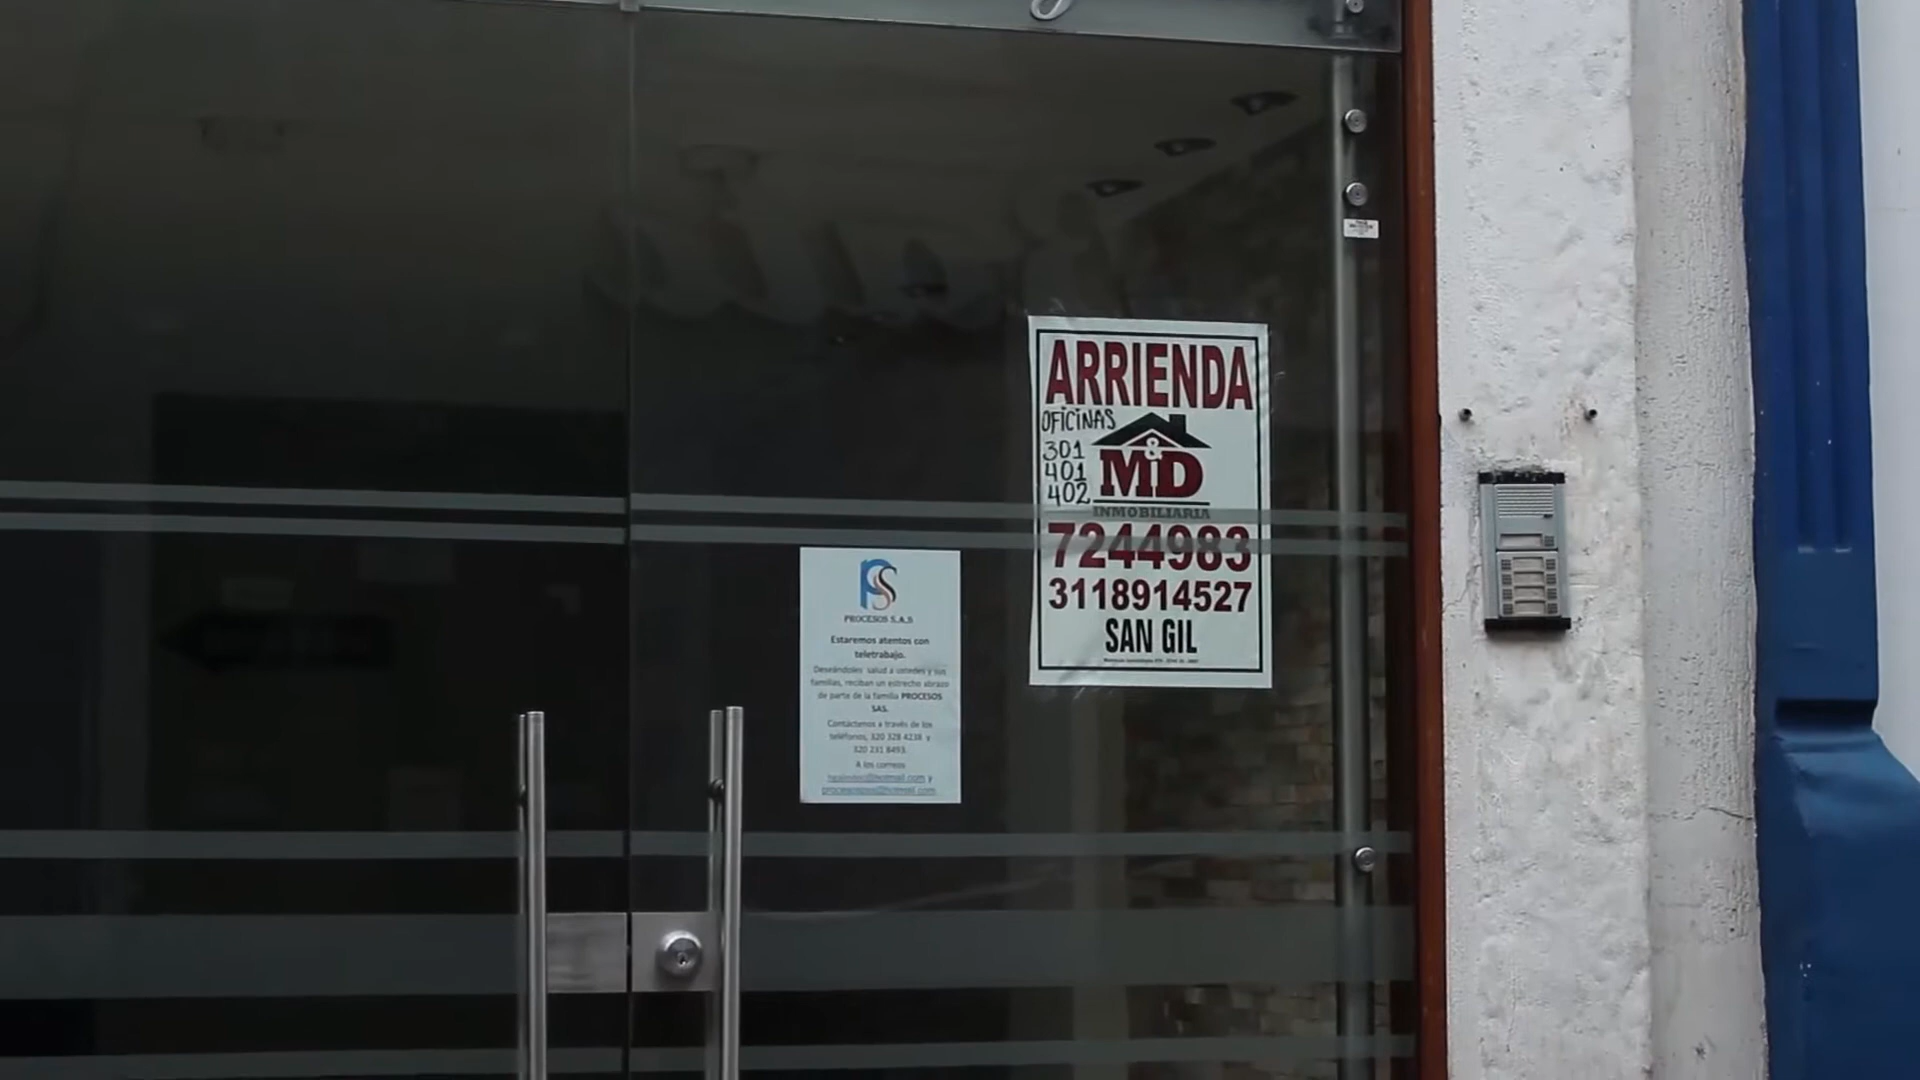 ARRIENDA
OFICINAS
301
401
402
M&D
INMOBILIARIA
7244983
3118914527
SAN GIL
PROCESOS S.A.S
Estaremos atentos con
teletrabajo.
Deseándoles salud a ustedes y sus
familias, reciban un estrecho abrazo
de parte de la familia PROCESOS
SAS.
Contáctenos a través de los
teléfonos, 320 328 4238 y
320 231 8493.
A los correos